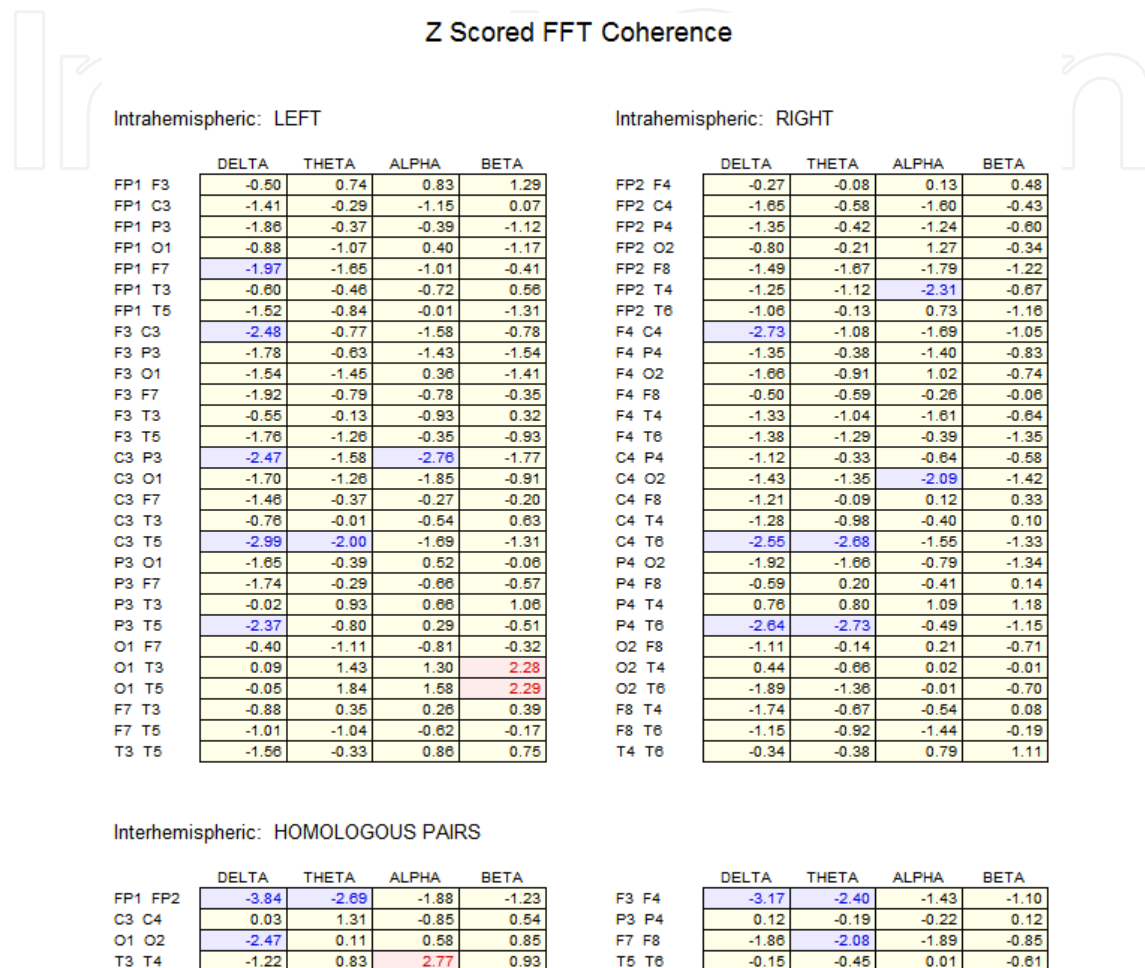 Z Scored FFT Coherence
Intrahemispheric: LEFT Intrahemispheric: RIGHT
DELTA THETA ALPHA BETA DELTA THETA ALPHA BETA
FP1 F3 -0.50 0.74 0.83 1.29 FP2 F4 -0.27 -0.08 0.13 0.48
FP1 C3 -1.41 -0.29 -1.15 0.07 FP2 C4 -1.65 -0.58 -1.60 -0.43
FP1 P3 -1.86 -0.37 -0.39 -1.12 FP2 P4 -1.35 -0.42 -1.24 -0.60
FP1 O1 -0.88 -1.07 0.40 -1.17 FP2 O2 -0.80 -0.21 1.27 -0.34
FP1 F7 -1.97 -1.65 -1.01 -0.41 FP2 F8 -1.49 -1.67 -1.79 -1.22
FP1 T3 -0.60 -0.46 -0.72 0.56 FP2 T4 -1.25 -1.12 -2.31 -0.67
FP1 T5 -1.52 -0.84 -0.01 -1.31 FP2 T6 -1.06 -0.13 0.73 -1.16
F3 C3 -2.48 -0.77 -1.58 -0.78 F4 C4 -2.73 -1.08 -1.69 -1.05
F3 P3 -1.78 -0.63 -1.43 -1.54 F4 P4 -1.35 -0.38 -1.40 -0.83
F3 O1 -1.54 -1.45 0.36 -1.41 F4 O2 -1.66 -0.91 1.02 -0.74
F3 F7 -1.92 -0.79 -0.78 -0.35 F4 F8 -0.50 -0.59 -0.26 -0.06
F3 T3 -0.55 -0.13 -0.93 0.32 F4 T4 -1.33 -1.04 -1.61 -0.64
F3 T5 -1.76 -1.26 -0.35 -0.93 F4 T6 -1.38 -1.29 -0.39 -1.35
C3 P3 -2.47 -1.58 -2.76 -1.77 C4 P4 -1.12 -0.33 -0.64 -0.58
C3 O1 -1.70 -1.26 -1.85 -0.91 C4 O2 -1.43 -1.35 -2.09 -1.42
C3 F7 -1.46 -0.37 -0.27 -0.20 C4 F8 -1.21 -0.09 0.12 0.33
C3 T3 -0.76 -0.01 -0.54 0.63 C4 T4 -1.28 -0.98 -0.40 0.10
C3 T5 -2.99 -2.00 -1.69 -1.31 C4 T6 -2.55 -2.68 -1.55 -1.33
P3 O1 -1.65 -0.39 0.52 -0.06 P4 O2 -1.92 -1.66 -0.79 -1.34
P3 F7 -1.74 -0.29 -0.66 -0.57 P4 F8 -0.59 0.20 -0.41 0.14
P3 T3 -0.02 0.93 0.66 1.06 P4 T4 0.76 0.80 1.09 1.18
P3 T5 -2.37 -0.80 0.29 -0.51 P4 T6 -2.64 -2.73 -0.49 -1.15
O1 F7 -0.40 -1.11 -0.81 -0.32 O2 F8 -1.11 -0.14 0.21 -0.71
O1 T3 0.09 1.43 1.30 2.28 O2 T4 0.44 -0.66 0.02 -0.01
O1 T5 -0.05 1.84 1.58 2.29 O2 T6 -1.89 -1.36 -0.01 -0.70
F7 T3 -0.88 0.35 0.26 0.39 F8 T4 -1.74 -0.67 -0.54 0.08
F7 T5 -1.01 -1.04 -0.62 -0.17 F8 T6 -1.15 -0.92 -1.44 -0.19
T3 T5 -1.56 -0.33 0.86 0.75 T4 T6 -0.34 -0.38 0.79 1.11
Interhemispheric: HOMOLOGOUS PAIRS
DELTA THETA ALPHA BETA DELTA THETA ALPHA BETA
FP1 FP2 -3.84 -2.69 -1.88 -1.23 F3 F4 -3.17 -2.40 -1.43 -1.10
C3 C4 0.03 1.31 -0.85 0.54 P3 P4 0.12 -0.19 -0.22 0.12
O1 O2 -2.47 0.11 0.58 0.85 F7 F8 -1.86 -2.08 -1.89 -0.85
T3 T4 -1.22 0.83 2.77 0.93 T5 T6 -0.15 -0.45 0.01 -0.61